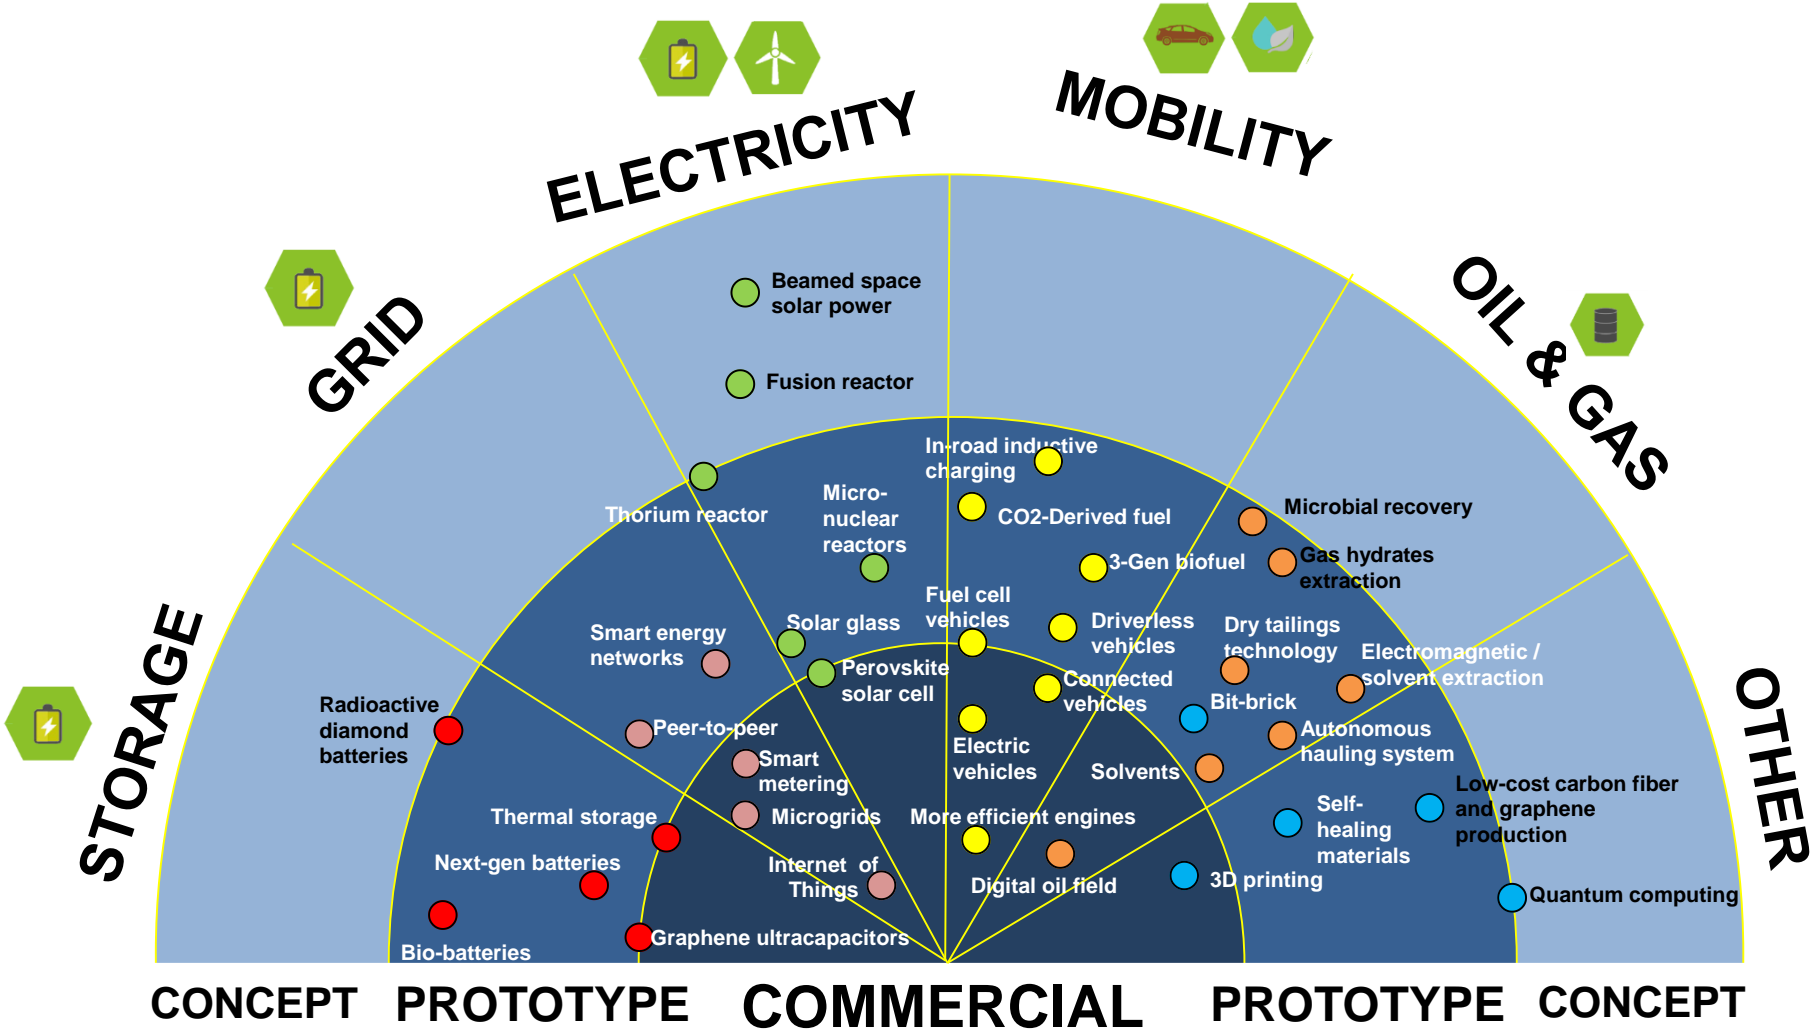 ELECTRICITY
MOBILITY
GRID
OIL & GAS
STORAGE
OTHER
Beamed space
solar power
Fusion reactor
Thorium reactor
Micro-
nuclear
reactors
Solar glass
Perovskite
solar cell
In-road inductive
charging
CO2-Derived fuel
3-Gen biofuel
Fuel cell
vehicles
Driverless
vehicles
Connected
vehicles
Electric
vehicles
More efficient engines
Microbial recovery
Gas hydrates
extraction
Dry tailings
technology
Electromagnetic /
solvent extraction
Bit-brick
Autonomous
hauling system
Solvents
Digital oil field
Low-cost carbon fiber
and graphene
production
Self-
healing
materials
3D printing
Quantum computing
Smart energy
networks
Peer-to-peer
Smart
metering
Microgrids
Internet of
Things
Radioactive
diamond
batteries
Thermal storage
Next-gen batteries
Bio-batteries
Graphene ultracapacitors
CONCEPT PROTOTYPE COMMERCIAL PROTOTYPE CONCEPT